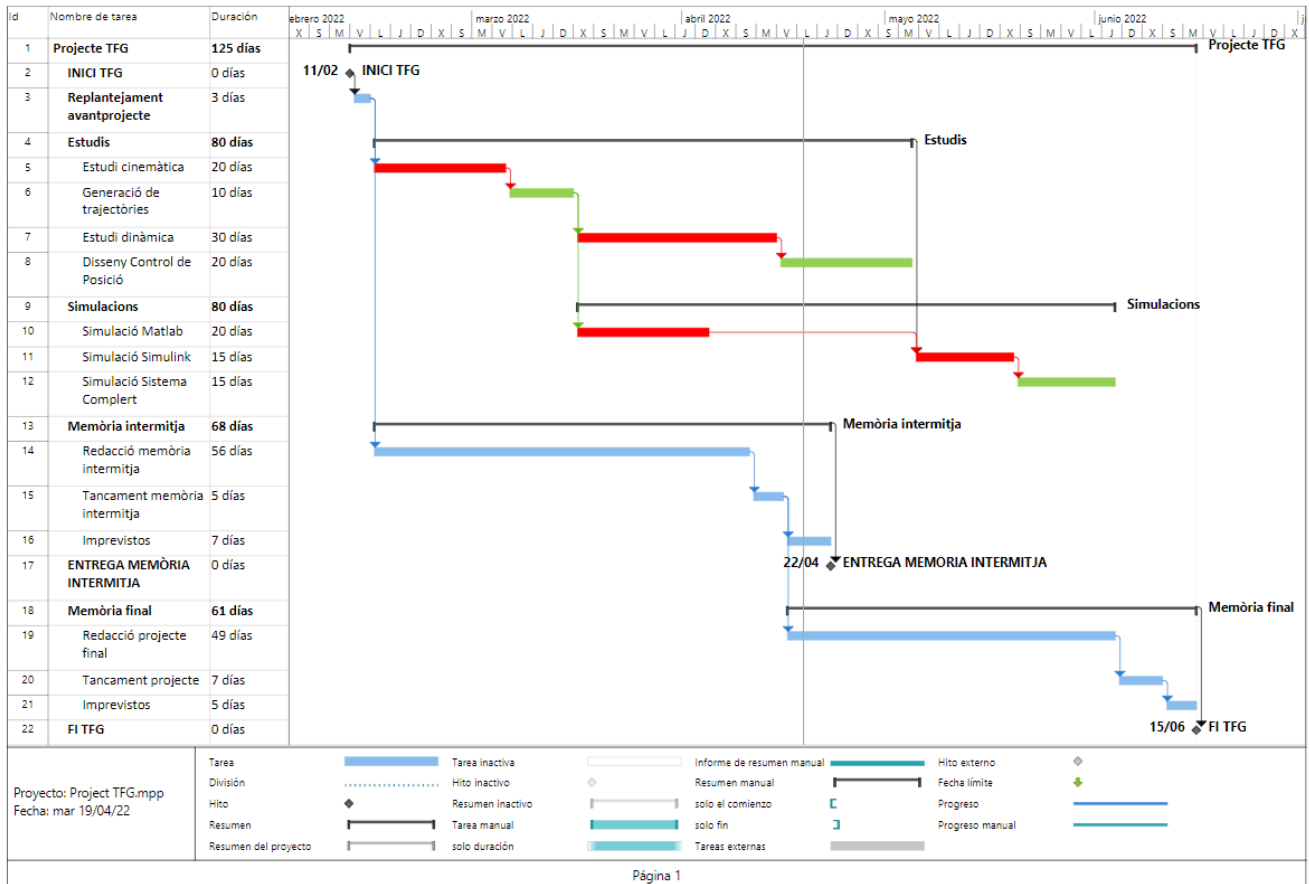 Id Nombre de tarea Duración ebrero 2022 marzo 2022 abril 2022 mayo 2022 junio 2022
X S M V L J D X S M V L J D X S M V L J D X S M V L J D X S M V L J D X S M V L J D X
1 Projecte TFG 125 días Projecte TFG
2 INICI TFG 0 días 11/02 INICI TFG
3 Replantejament 3 días
avantprojecte
4 Estudis 80 días Estudis
5 Estudi cinemàtica 20 días
6 Generació de 10 días
trajectòries
7 Estudi dinàmica 30 días
8 Disseny Control de 20 días
Posició
9 Simulacions 80 días Simulacions
10 Simulació Matlab 20 días
11 Simulació Simulink 15 días
12 Simulació Sistema 15 días
Complert
13 Memòria intermitja 68 días Memòria intermitja
14 Redacció memòria 56 días
intermitja
15 Tancament memòria 5 días
intermitja
16 Imprevistos 7 días
17 ENTREGA MEMÒRIA 0 días 22/04 ENTREGA MEMORIA INTERMITJA
INTERMITJA
18 Memòria final 61 días Memòria final
19 Redacció projecte 49 días
final
20 Tancament projecte 7 días
21 Imprevistos 5 días
22 FI TFG 0 días 15/06 FI TFG
Proyecto: Project TFG.mpp
Fecha: mar 19/04/22
Tarea Tarea inactiva Informe de resumen manual Hito externo
División Hito inactivo Resumen manual Fecha límite
Hito Resumen inactivo solo el comienzo Progreso
Resumen Tarea manual solo fin Progreso manual
Resumen del proyecto solo duración Tareas externas
Página 1